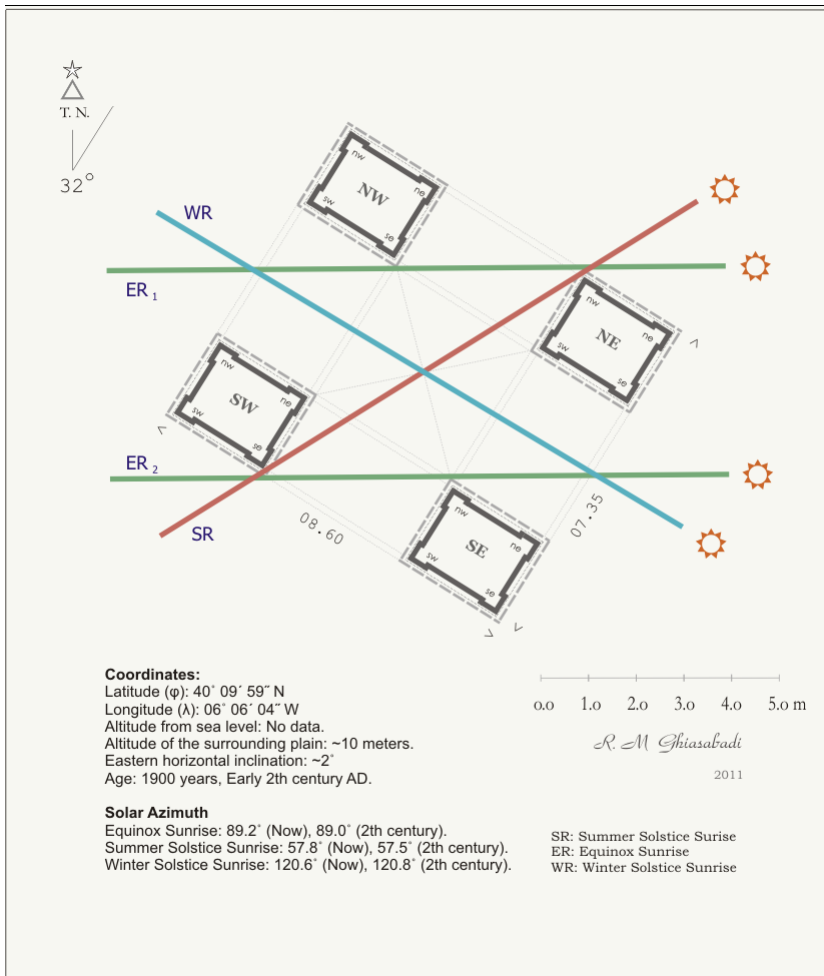 T. N.
32°
WR
nw
ne
NW
sw
se
ER 1
nw
NE
ne
sw
se
nw
SW
ne
sw
se
ER 2
SR
08.60
07.35
nw
SE
ne
sw
se
Coordinates:
Latitude (φ): 40° 09´ 59˝ N
Longitude (λ): 06° 06´ 04˝ W
Altitude from sea level: No data.
Altitude of the surrounding plain: ~10 meters.
Eastern horizontal inclination: ~2°
Age: 1900 years, Early 2th century AD.
0.0 1.0 2.0 3.0 4.0 5.0 m
R. M Ghiasabadi
2011
Solar Azimuth
Equinox Sunrise: 89.2° (Now), 89.0° (2th century).
Summer Solstice Sunrise: 57.8° (Now), 57.5° (2th century).
Winter Solstice Sunrise: 120.6° (Now), 120.8° (2th century).
SR: Summer Solstice Surise
ER: Equinox Sunrise
WR: Winter Solstice Sunrise